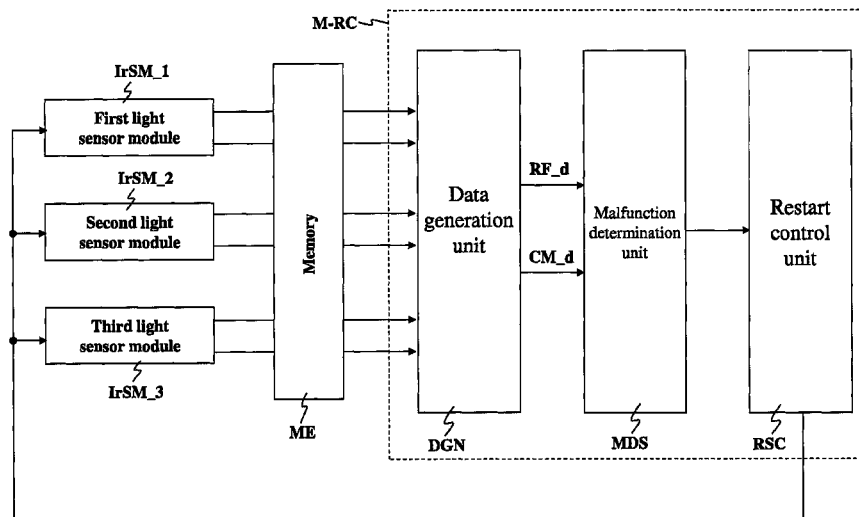 M-RC
IrSM_1
First light
sensor module
IrSM_2
Second light
sensor module
Third light
sensor module
IrSM_3
Memory
ME
Data
generation
unit
DGN
RF_d
CM_d
Malfunction
determination
unit
MDS
Restart
control
unit
RSC